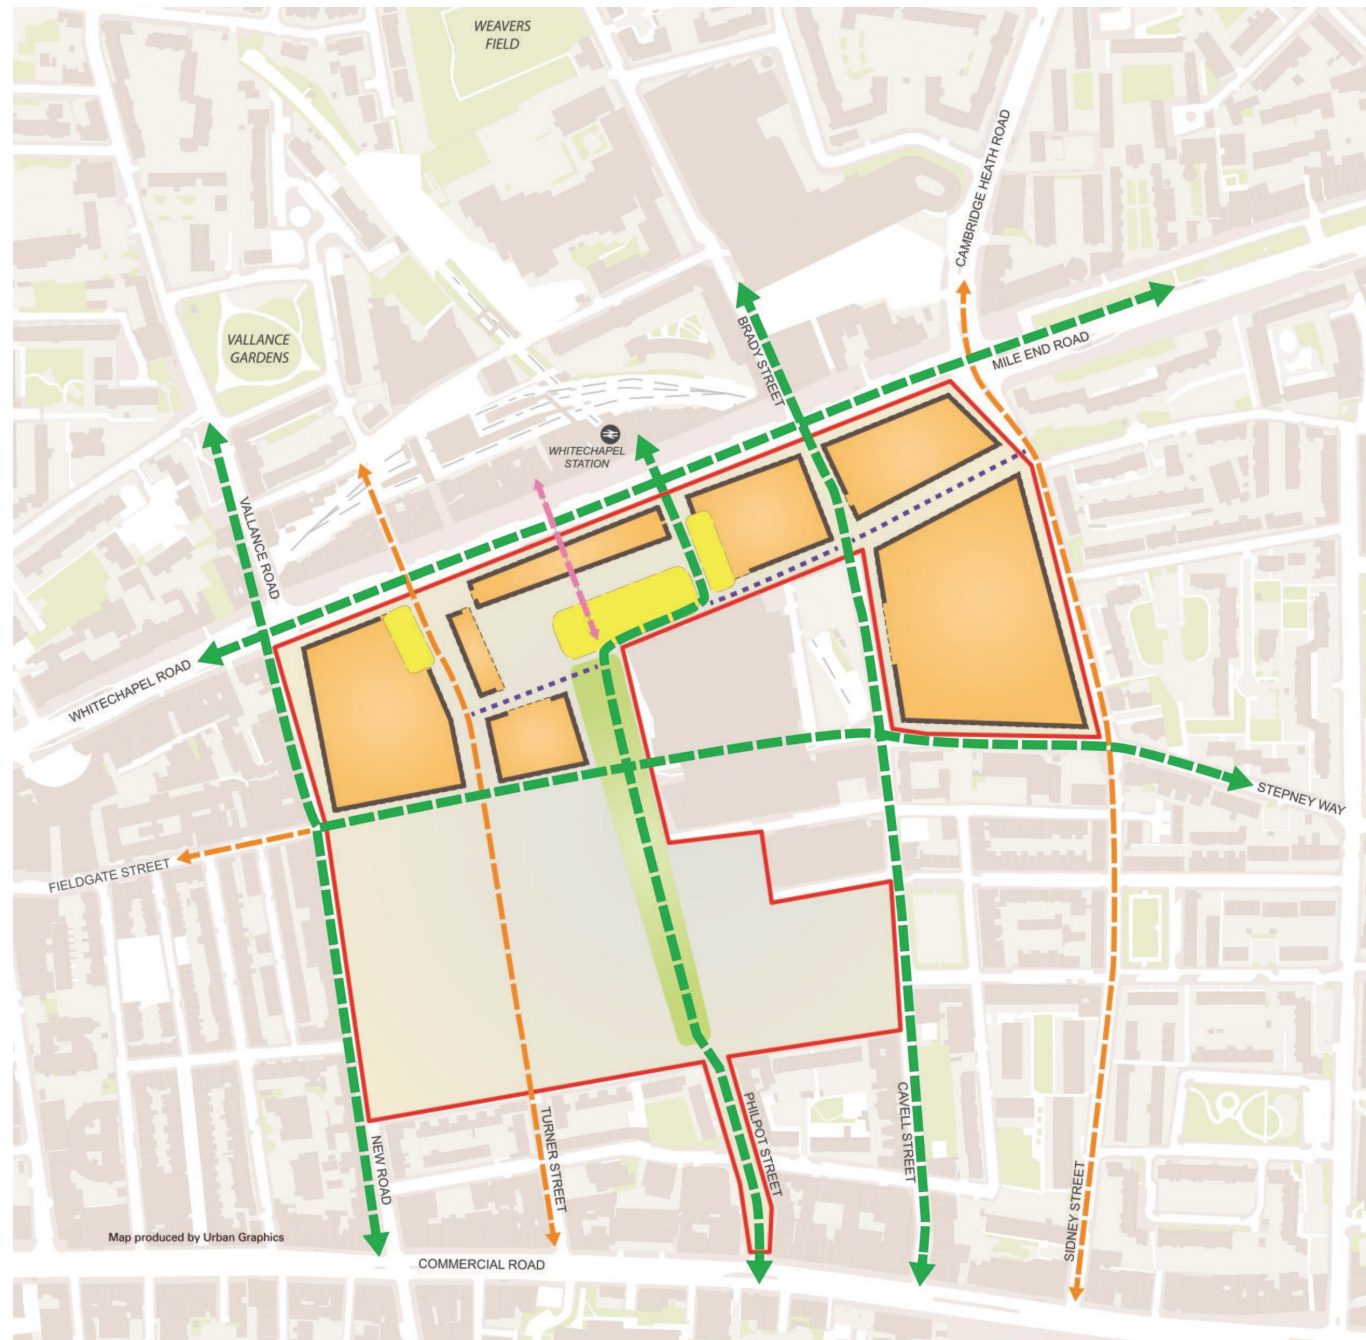 WEAVERS
FIELD
CAMBRIDGE HEATH ROAD
VALLANCE
GARDENS
BRADY STREET
MILE END ROAD
WHITECHAPEL
STATION
VALLANCE ROAD
WHITECHAPEL ROAD
STEPNEY WAY
FIELDGATE STREET
NEW ROAD
TURNER STREET
PHILPOT STREET
CAVELL STREET
SIDNEY STREET
Map produced by Urban Graphics
COMMERCIAL ROAD